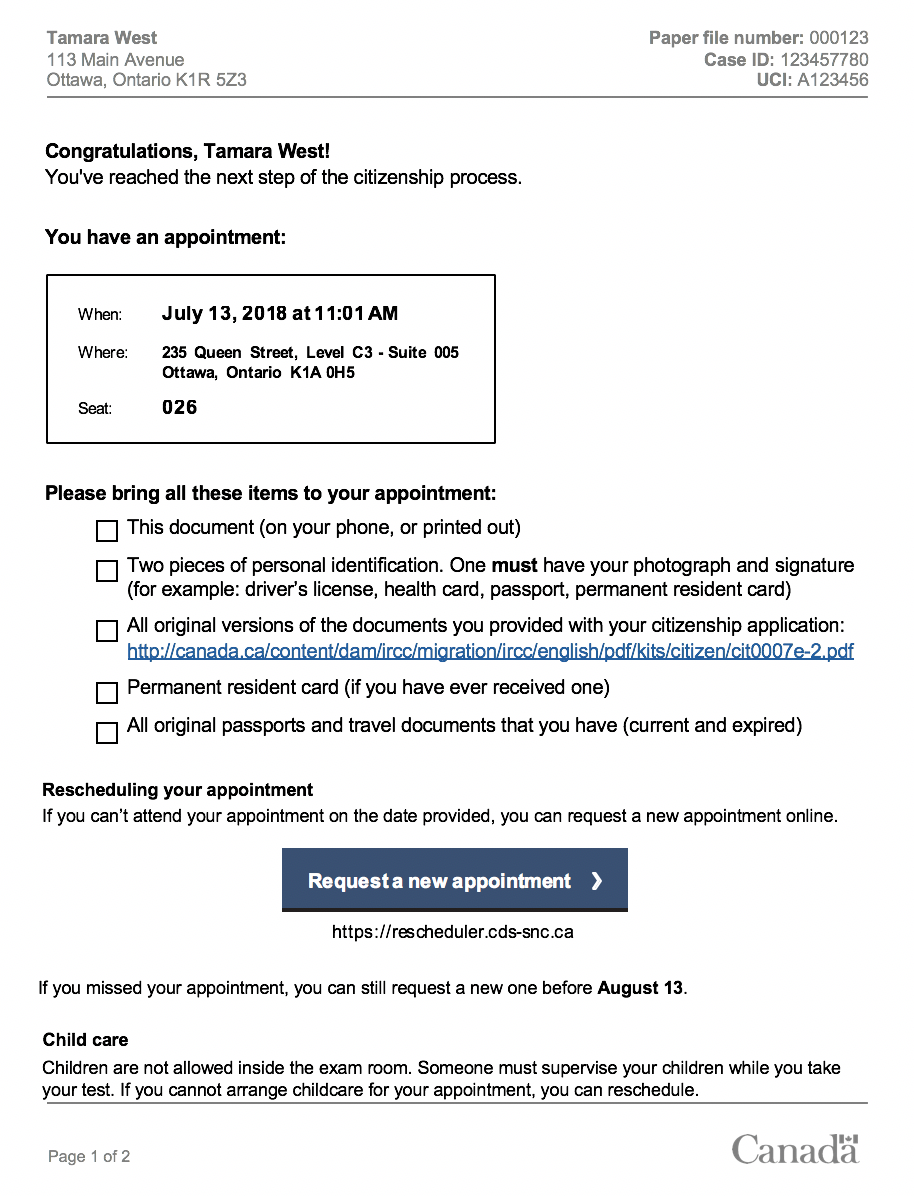 Tamara West
113 Main Avenue
Ottawa, Ontario K1R 5Z3
Paper file number: 000123
Case ID: 123457780
UCI: A123456
Congratulations, Tamara West!
You've reached the next step of the citizenship process.
You have an appointment:
When: July 13, 2018 at 11:01 AM
Where: 235 Queen Street, Level C3 - Suite 005
Ottawa, Ontario K1A 0H5
Seat: 026
Please bring all these items to your appointment:
This document (on your phone, or printed out)
Two pieces of personal identification. One must have your photograph and signature
(for example: driver’s license, health card, passport, permanent resident card)
All original versions of the documents you provided with your citizenship application:
http://canada.ca/content/dam/ircc/migration/ircc/english/pdf/kits/citizen/cit0007e-2.pdf
Permanent resident card (if you have ever received one)
All original passports and travel documents that you have (current and expired)
Rescheduling your appointment
If you can’t attend your appointment on the date provided, you can request a new appointment online.
Request a new appointment ❯
https://rescheduler.cds-snc.ca
If you missed your appointment, you can still request a new one before August 13.
Child care
Children are not allowed inside the exam room. Someone must supervise your children while you take
your test. If you cannot arrange childcare for your appointment, you can reschedule.
Page 1 of 2
Canada